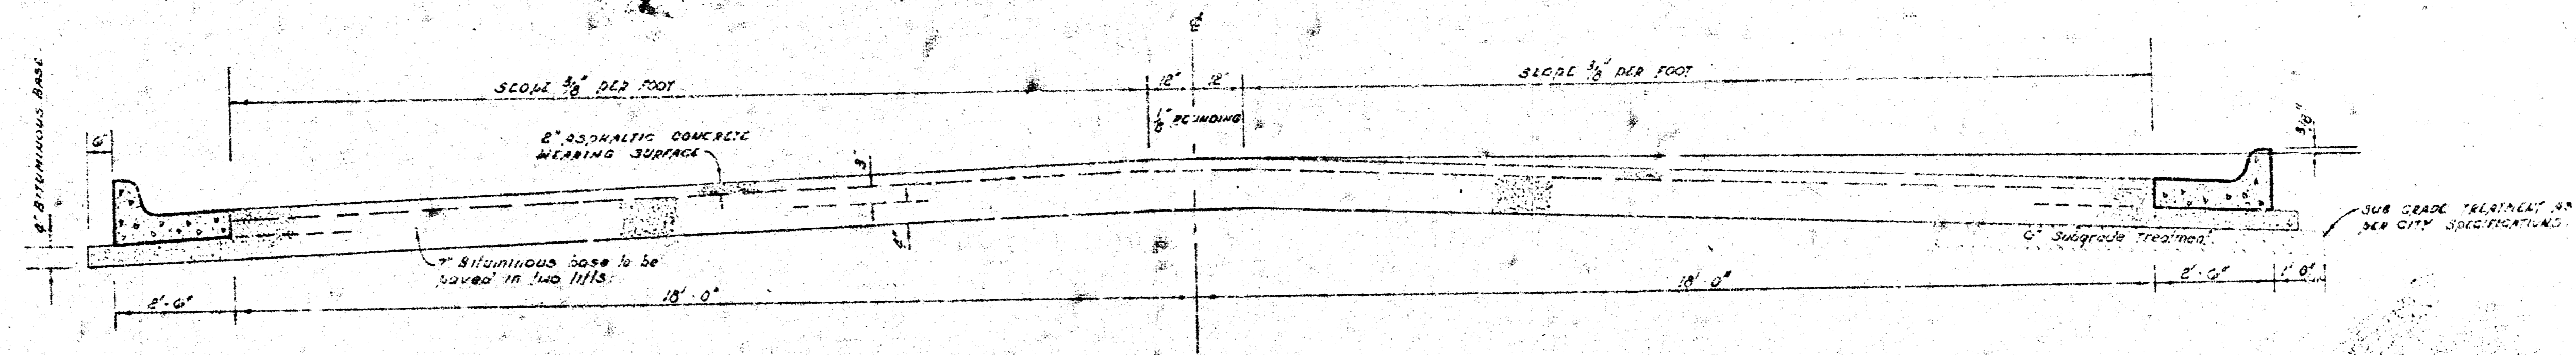 ℄
SLOPE 3/8" PER FOOT
12" 12"
SLOPE 3/8" PER FOOT
1/8" ROUNDING
4" BITUMINOUS BASE.
6"
2" ASPHALTIC CONCRETE
WEARING SURFACE
3"
4"
3/8"
7" Bituminous base to be
paved in two lifts.
6" Subgrade Treatment.
SUB GRADE TREATMENT AS
PER CITY SPECIFICATIONS.
2'-6"
18'-0"
18'-0"
2'-6"
1'-0"